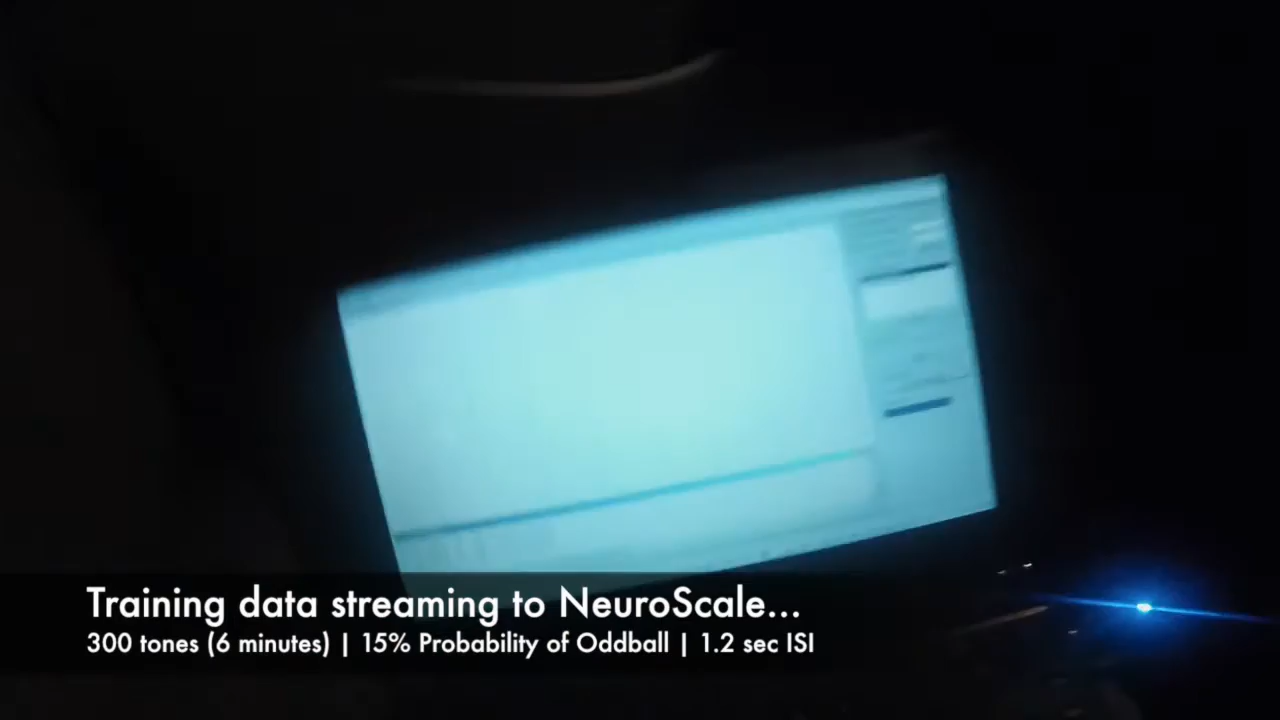 Training data streaming to NeuroScale...
300 tones (6 minutes) | 15% Probability of Oddball | 1.2 sec ISI